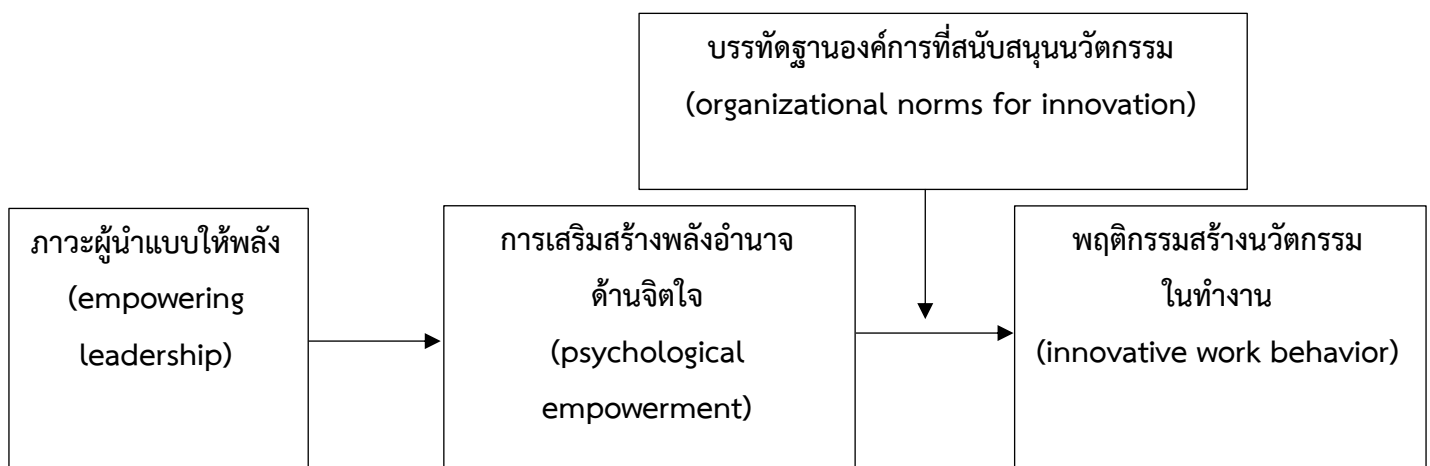 บรรทัดฐานองค์การที่สนับสนุนนวัตกรรม
(organizational norms for innovation)
ภาวะผู้นำแบบให้พลัง
(empowering
leadership)
การเสริมสร้างพลังอำนาจ
ด้านจิตใจ
(psychological
empowerment)
พฤติกรรมสร้างนวัตกรรม
ในทำงาน
(innovative work behavior)